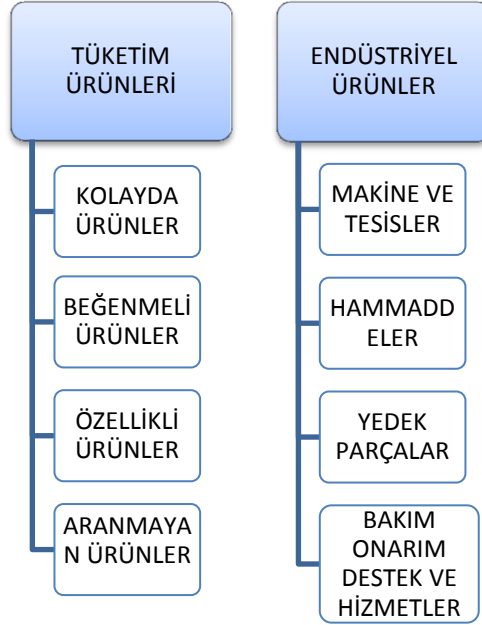 TÜKETİM
ÜRÜNLERİ
KOLAYDA
ÜRÜNLER
BEĞENMELİ
ÜRÜNLER
ÖZELLİKLİ
ÜRÜNLER
ARANMAYA
N ÜRÜNLER
ENDÜSTRİYEL
ÜRÜNLER
MAKİNE VE
TESİSLER
HAMMADD
ELER
YEDEK
PARÇALAR
BAKIM
ONARIM
DESTEK VE
HİZMETLER